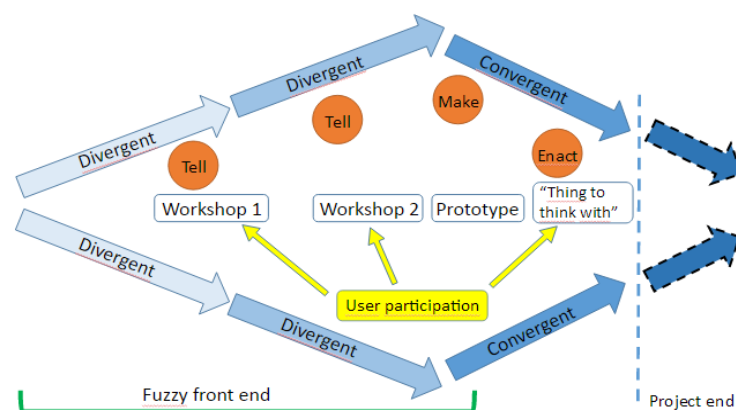 Divergent
Convergent
Divergent
Make
Tell
Enact
Tell
Workshop 1
Workshop 2
Prototype
“Thing to
think with”
Divergent
User participation
Divergent
Convergent
Fuzzy front end
Project end